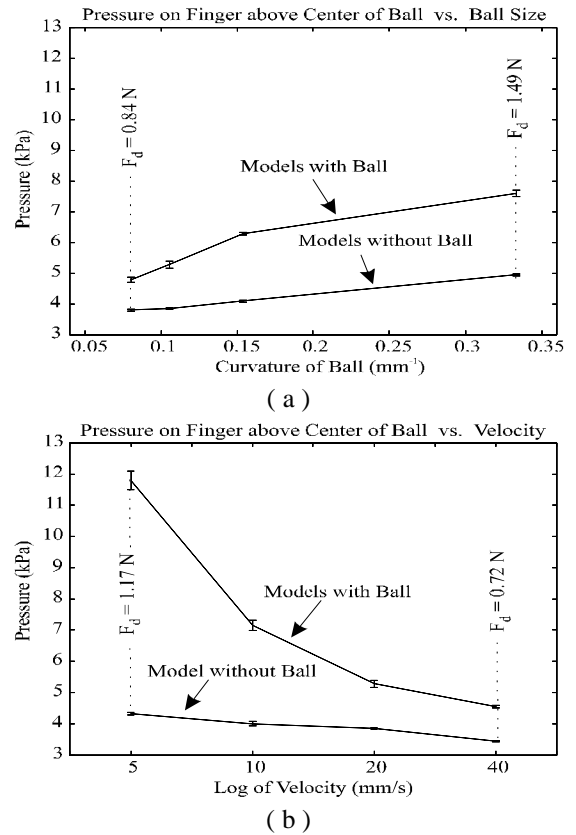 Pressure on Finger above Center of Ball vs. Ball Size
13
12
11
10
9
8
7
6
5
4
3
Pressure (kPa)
F_d = 0.84 N
F_d = 1.49 N
Models with Ball
Models without Ball
0.05 0.1 0.15 0.2 0.25 0.3 0.35
Curvature of Ball (mm⁻¹)
( a )
Pressure on Finger above Center of Ball vs. Velocity
13
12
11
10
9
8
7
6
5
4
3
Pressure (kPa)
F_d = 1.17 N
F_d = 0.72 N
Models with Ball
Model without Ball
5 10 20 40
Log of Velocity (mm/s)
( b )